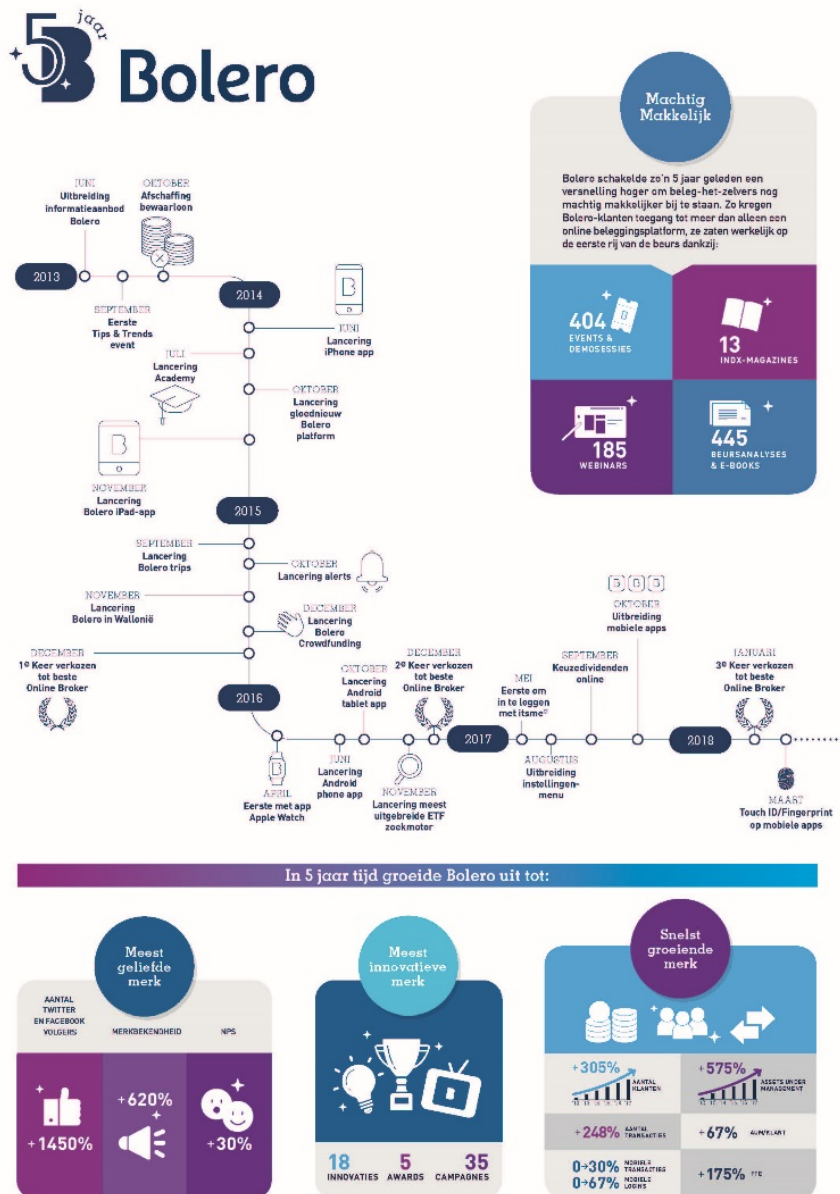 5 jaar
B Bolero
Machtig
Makkelijk
Bolero schakelde zo'n 5 jaar geleden een
versnelling hoger om beleg-het-zelvers nog
machtig makkelijker bij te staan. Zo kregen
Bolero-klanten toegang tot meer dan alleen een
online beleggingsplatform, ze zaten werkelijk op
de eerste rij van de beurs dankzij:
404
EVENTS &
DEMOSESSIES
13
INDX-MAGAZINES
185
WEBINARS
445
BEURSANALYSES
& E-BOOKS
2013
JUNI
Uitbreiding
informatieaanbod
Bolero
SEPTEMBER
Eerste
Tips & Trends
event
OKTOBER
Afschaffing
bewaarloon
2014
JUNI
Lancering
iPhone app
JULI
Lancering
Academy
OKTOBER
Lancering
gloednieuw
Bolero
platform
NOVEMBER
Lancering
Bolero iPad-app
2015
SEPTEMBER
Lancering
Bolero trips
OKTOBER
Lancering alerts
NOVEMBER
Lancering
Bolero in Wallonië
DECEMBER
Lancering
Bolero
Crowdfunding
DECEMBER
1e Keer verkozen
tot beste
Online Broker
2016
APRIL
Eerste met app
Apple Watch
JUNI
Lancering
Android
phone app
OKTOBER
Lancering
Android
tablet app
NOVEMBER
Lancering meest
uitgebreide ETF
zoekmotor
DECEMBER
2e Keer verkozen
tot beste
Online Broker
2017
MEI
Eerste om
in te loggen
met itsme®
AUGUSTUS
Uitbreiding
instellingen-
menu
SEPTEMBER
Keuzedividenden
online
OKTOBER
Uitbreiding
mobiele apps
2018
JANUARI
3e Keer verkozen
tot beste
Online Broker
MAART
Touch ID/Fingerprint
op mobiele apps
In 5 jaar tijd groeide Bolero uit tot:
Meest
geliefde
merk
AANTAL
TWITTER
EN FACEBOOK
VOLGERS
+1450%
MERKBEKENDHEID
+620%
NPS
+30%
Meest
innovatieve
merk
18
INNOVATIES
5
AWARDS
35
CAMPAGNES
Snelst
groeiende
merk
+305%
AANTAL
KLANTEN
+575%
ASSETS UNDER
MANAGEMENT
+248% AANTAL
TRANSACTIES
+67% AUM/KLANT
0→30% MOBIELE
TRANSACTIES
0→67% MOBIELE
LOGINS
+175% FTE